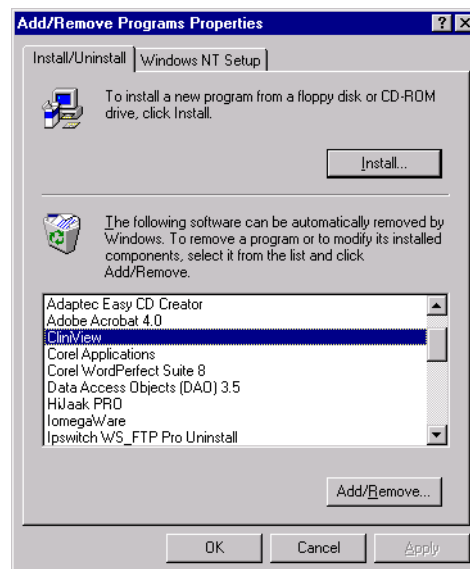 Add/Remove Programs Properties
Install/Uninstall
Windows NT Setup
To install a new program from a floppy disk or CD-ROM
drive, click Install.
Install...
The following software can be automatically removed by
Windows. To remove a program or to modify its installed
components, select it from the list and click
Add/Remove.
Adaptec Easy CD Creator
Adobe Acrobat 4.0
CliniView
Corel Applications
Corel WordPerfect Suite 8
Data Access Objects (DAO) 3.5
HiJaak PRO
IomegaWare
Ipswitch WS_FTP Pro Uninstall
Add/Remove...
OK
Cancel
Apply